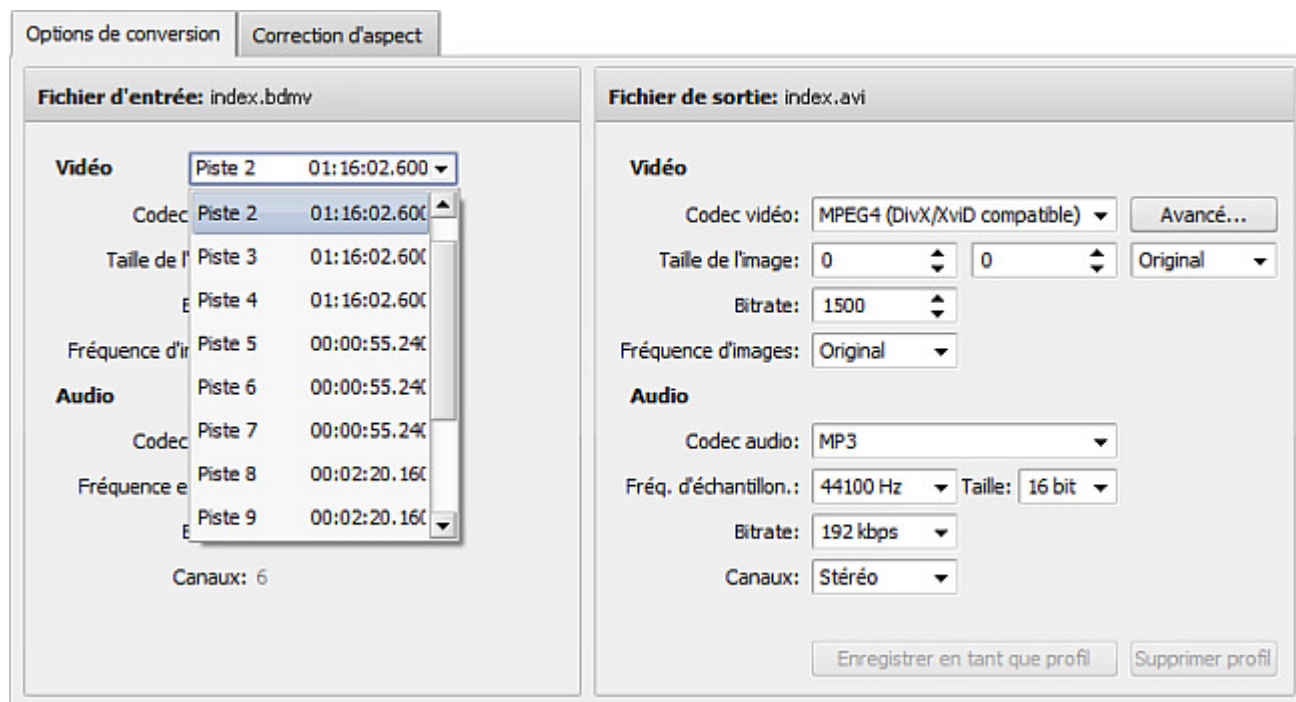 Options de conversion
Correction d'aspect
Fichier d'entrée: index.bdmv
Vidéo
Piste 2 01:16:02.600
Piste 2 01:16:02.600
Piste 3 01:16:02.600
Piste 4 01:16:02.600
Piste 5 00:00:55.240
Piste 6 00:00:55.240
Piste 7 00:00:55.240
Piste 8 00:02:20.160
Piste 9 00:02:20.160
Codec
Taille de l'
Fréquence d'i
Audio
Codec
Fréquence e
Canaux: 6
Fichier de sortie: index.avi
Vidéo
Codec vidéo: MPEG4 (DivX/XviD compatible) Avancé...
Taille de l'image: 0 0 Original
Bitrate: 1500
Fréquence d'images: Original
Audio
Codec audio: MP3
Fréq. d'échantillon.: 44100 Hz Taille: 16 bit
Bitrate: 192 kbps
Canaux: Stéréo
Enregistrer en tant que profil Supprimer profil